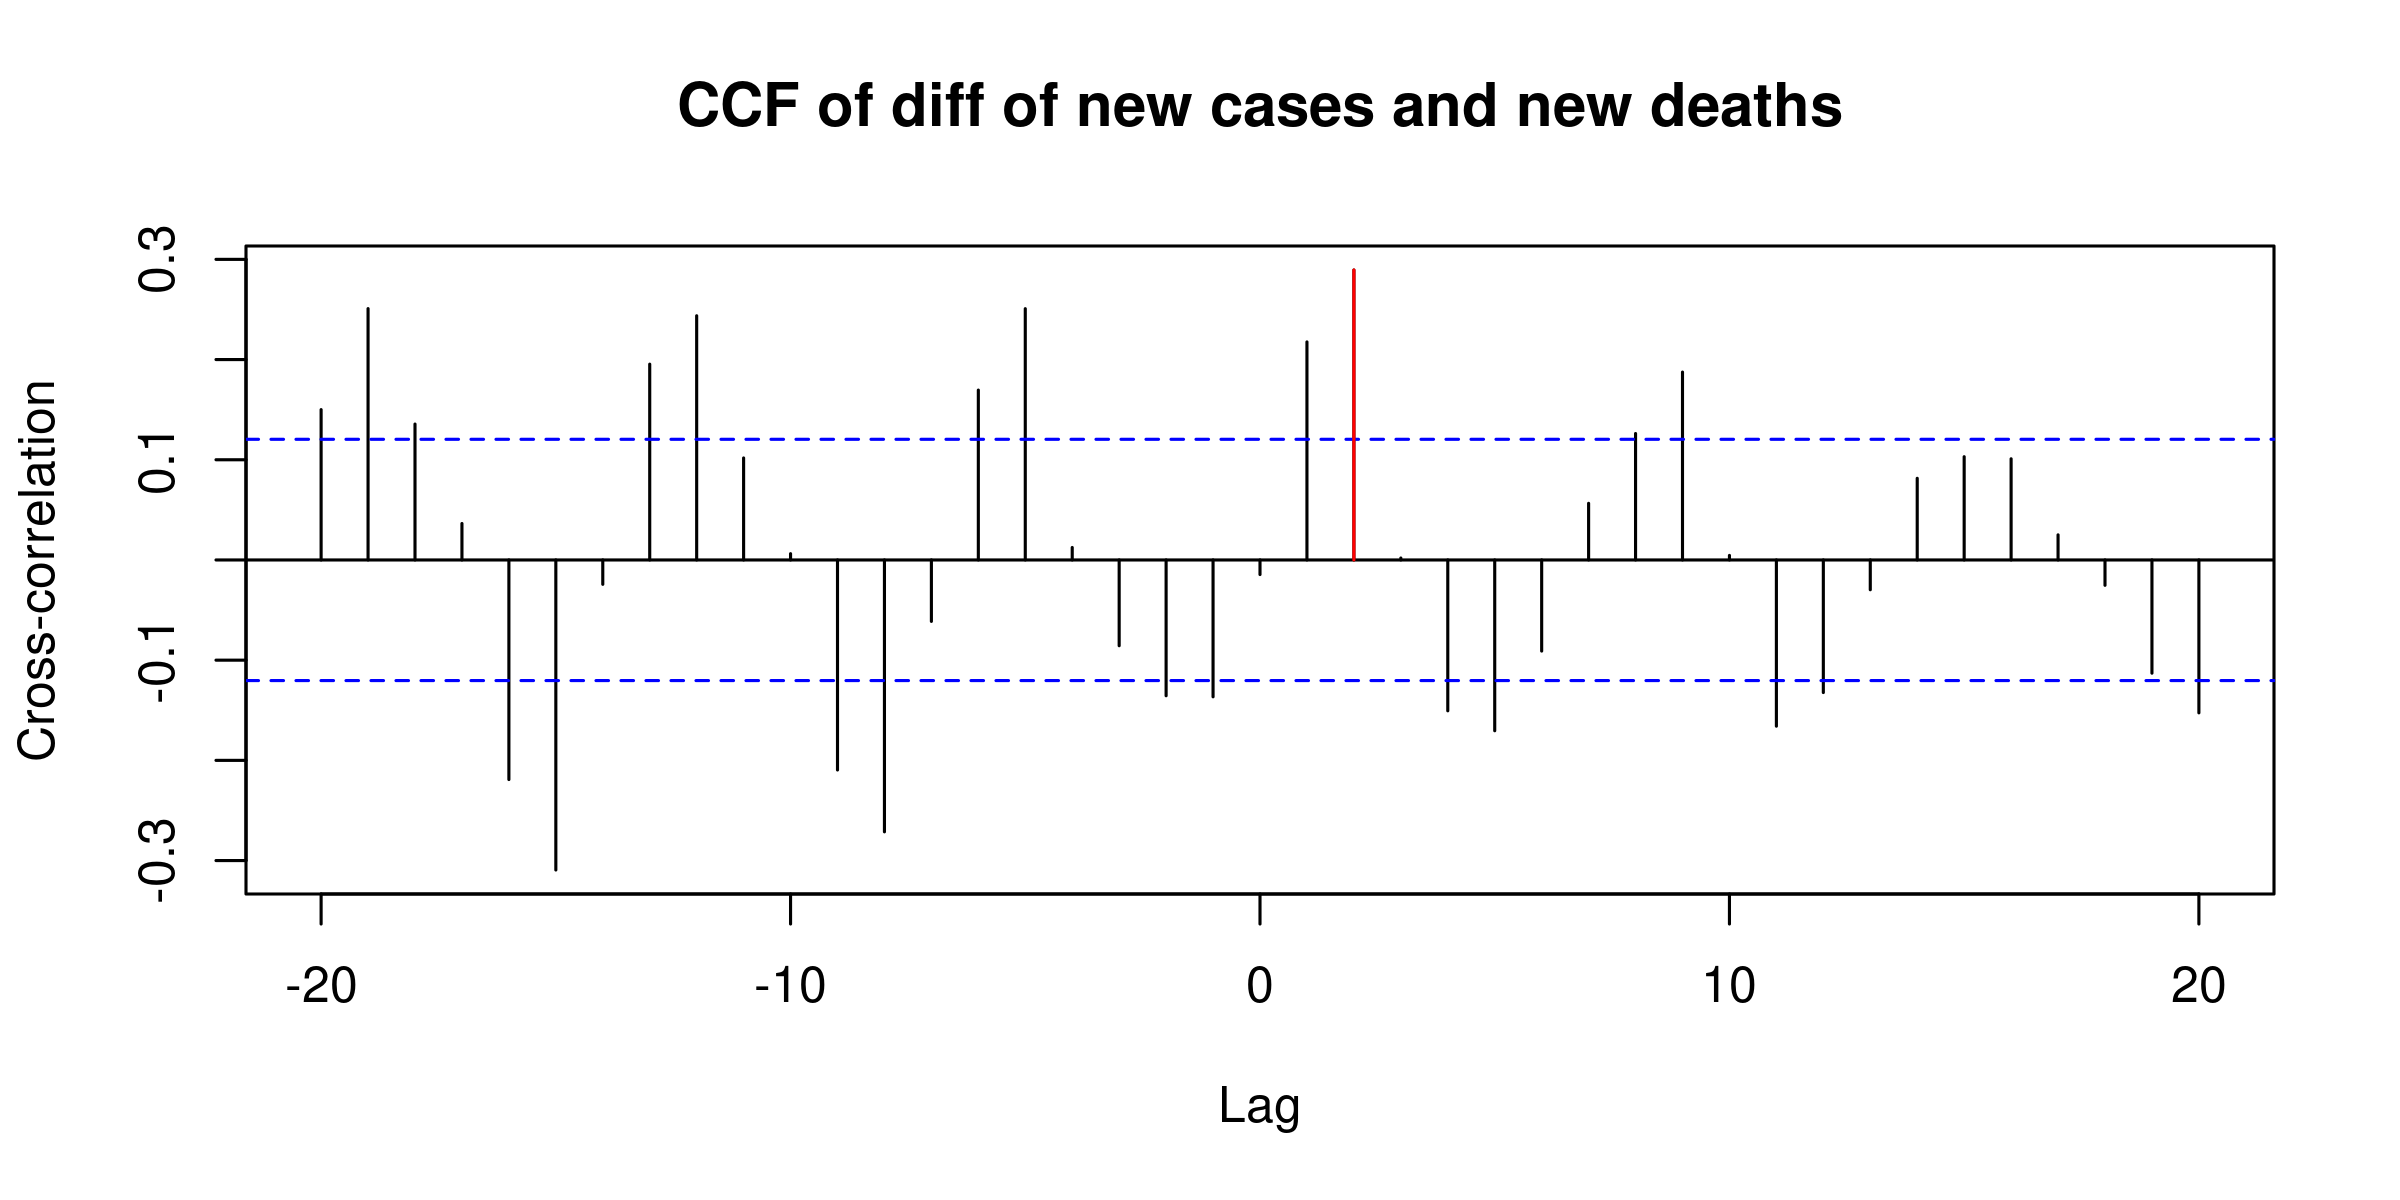 CCF of diff of new cases and new deaths
Cross-correlation
0.3
0.1
-0.1
-0.3
-20 -10 0 10 20
Lag